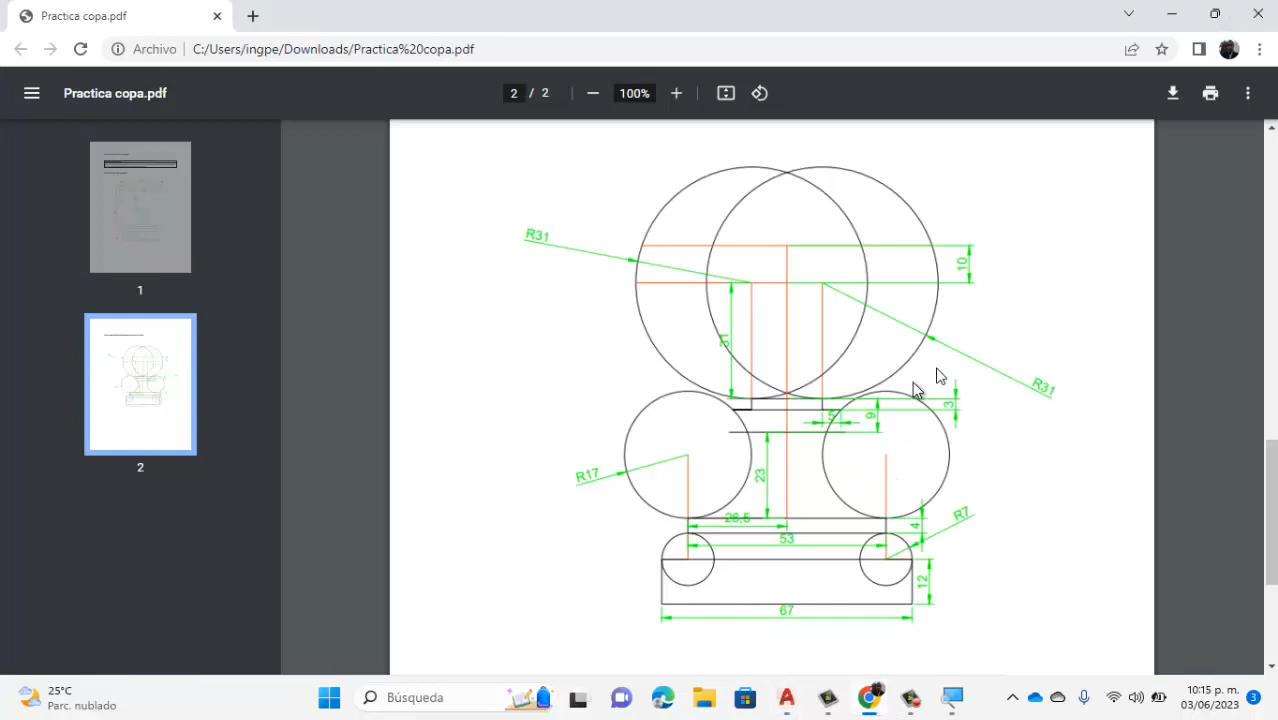 Practica copa.pdf
Archivo
C:/Users/ingpe/Downloads/Practica%20copa.pdf
Practica copa.pdf
2 / 2
100%
1
2
R31
10
31
R31
3
5
9
R17
23
R7
26,5
4
53
12
67
25°C
Parc. nublado
Búsqueda
10:15 p. m.
03/06/2023
3